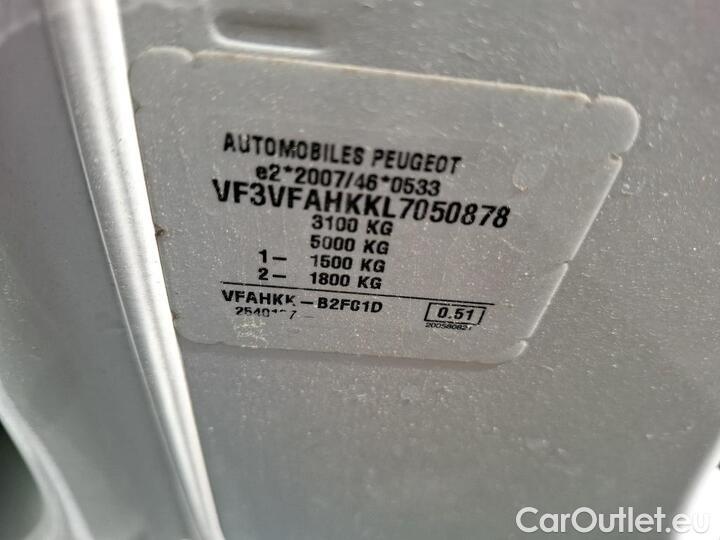 AUTOMOBILES PEUGEOT
e2*2007/46*0533
VF3VFAHKKL7050878
3100 KG
5000 KG
1- 1500 KG
2- 1800 KG
VFAHKK-B2FG1D
0.51
CarOutlet.eu